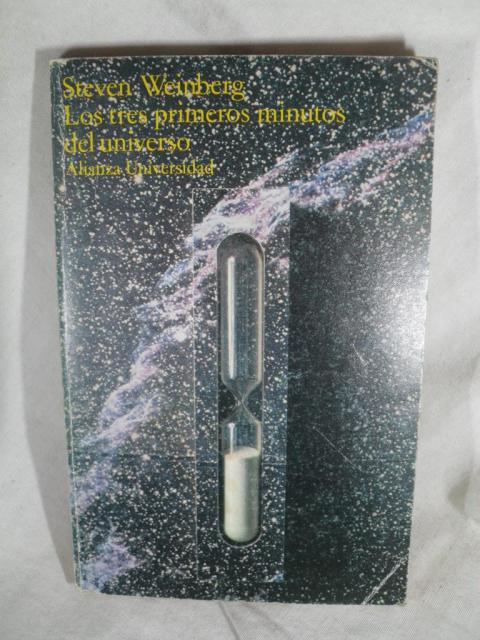 Steven Weinberg
Los tres primeros minutos
del universo
Alianza Universidad